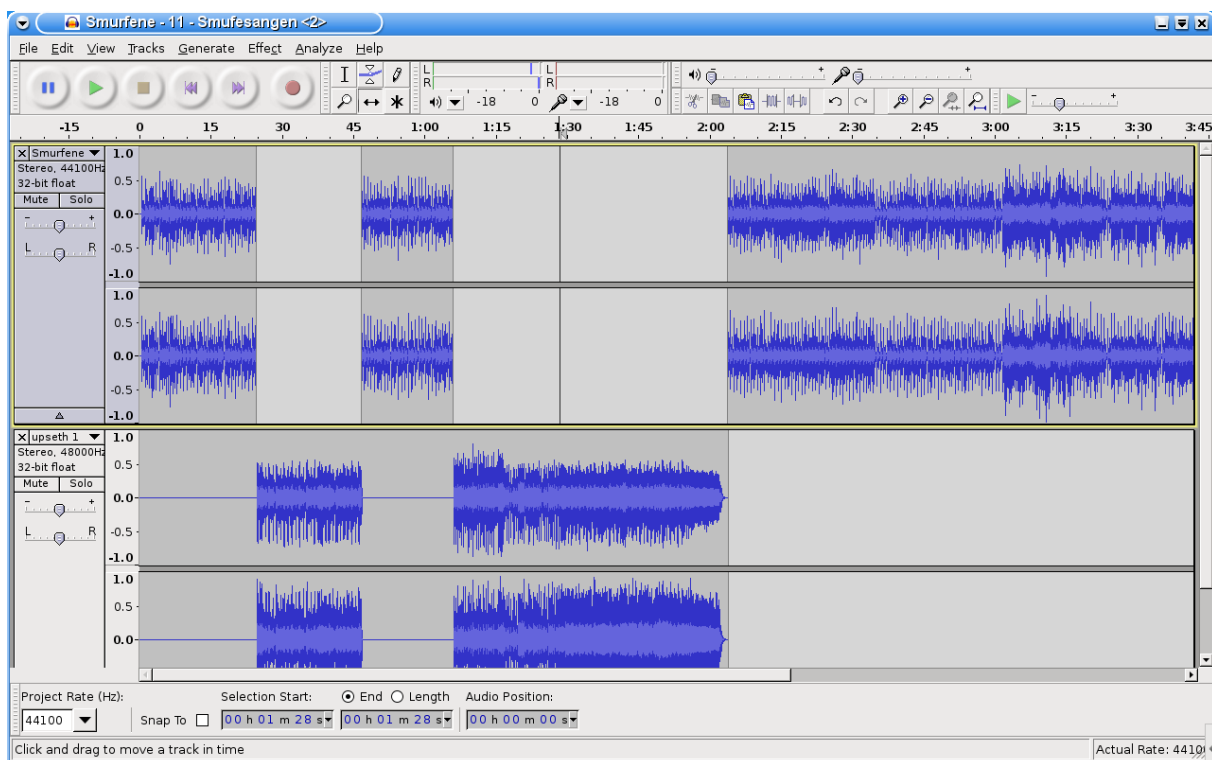 Smurfene - 11 - Smufesangen <2>
File Edit View Tracks Generate Effect Analyze Help
L R
L R
-18 0 -18 0
- + - +
-15 0 15 30 45 1:00 1:15 1:30 1:45 2:00 2:15 2:30 2:45 3:00 3:15 3:30 3:45
X Smurfene
Stereo, 44100Hz
32-bit float
Mute Solo
- +
L R
1.0
0.5
0.0
-0.5
-1.0
1.0
0.5
0.0
-0.5
-1.0
X upseth 1
Stereo, 48000Hz
32-bit float
Mute Solo
- +
L R
1.0
0.5
0.0
-0.5
-1.0
1.0
0.5
0.0
Project Rate (Hz): Selection Start: End Length Audio Position:
44100 Snap To 00 h 01 m 28 s 00 h 01 m 28 s 00 h 00 m 00 s
Click and drag to move a track in time Actual Rate: 4410